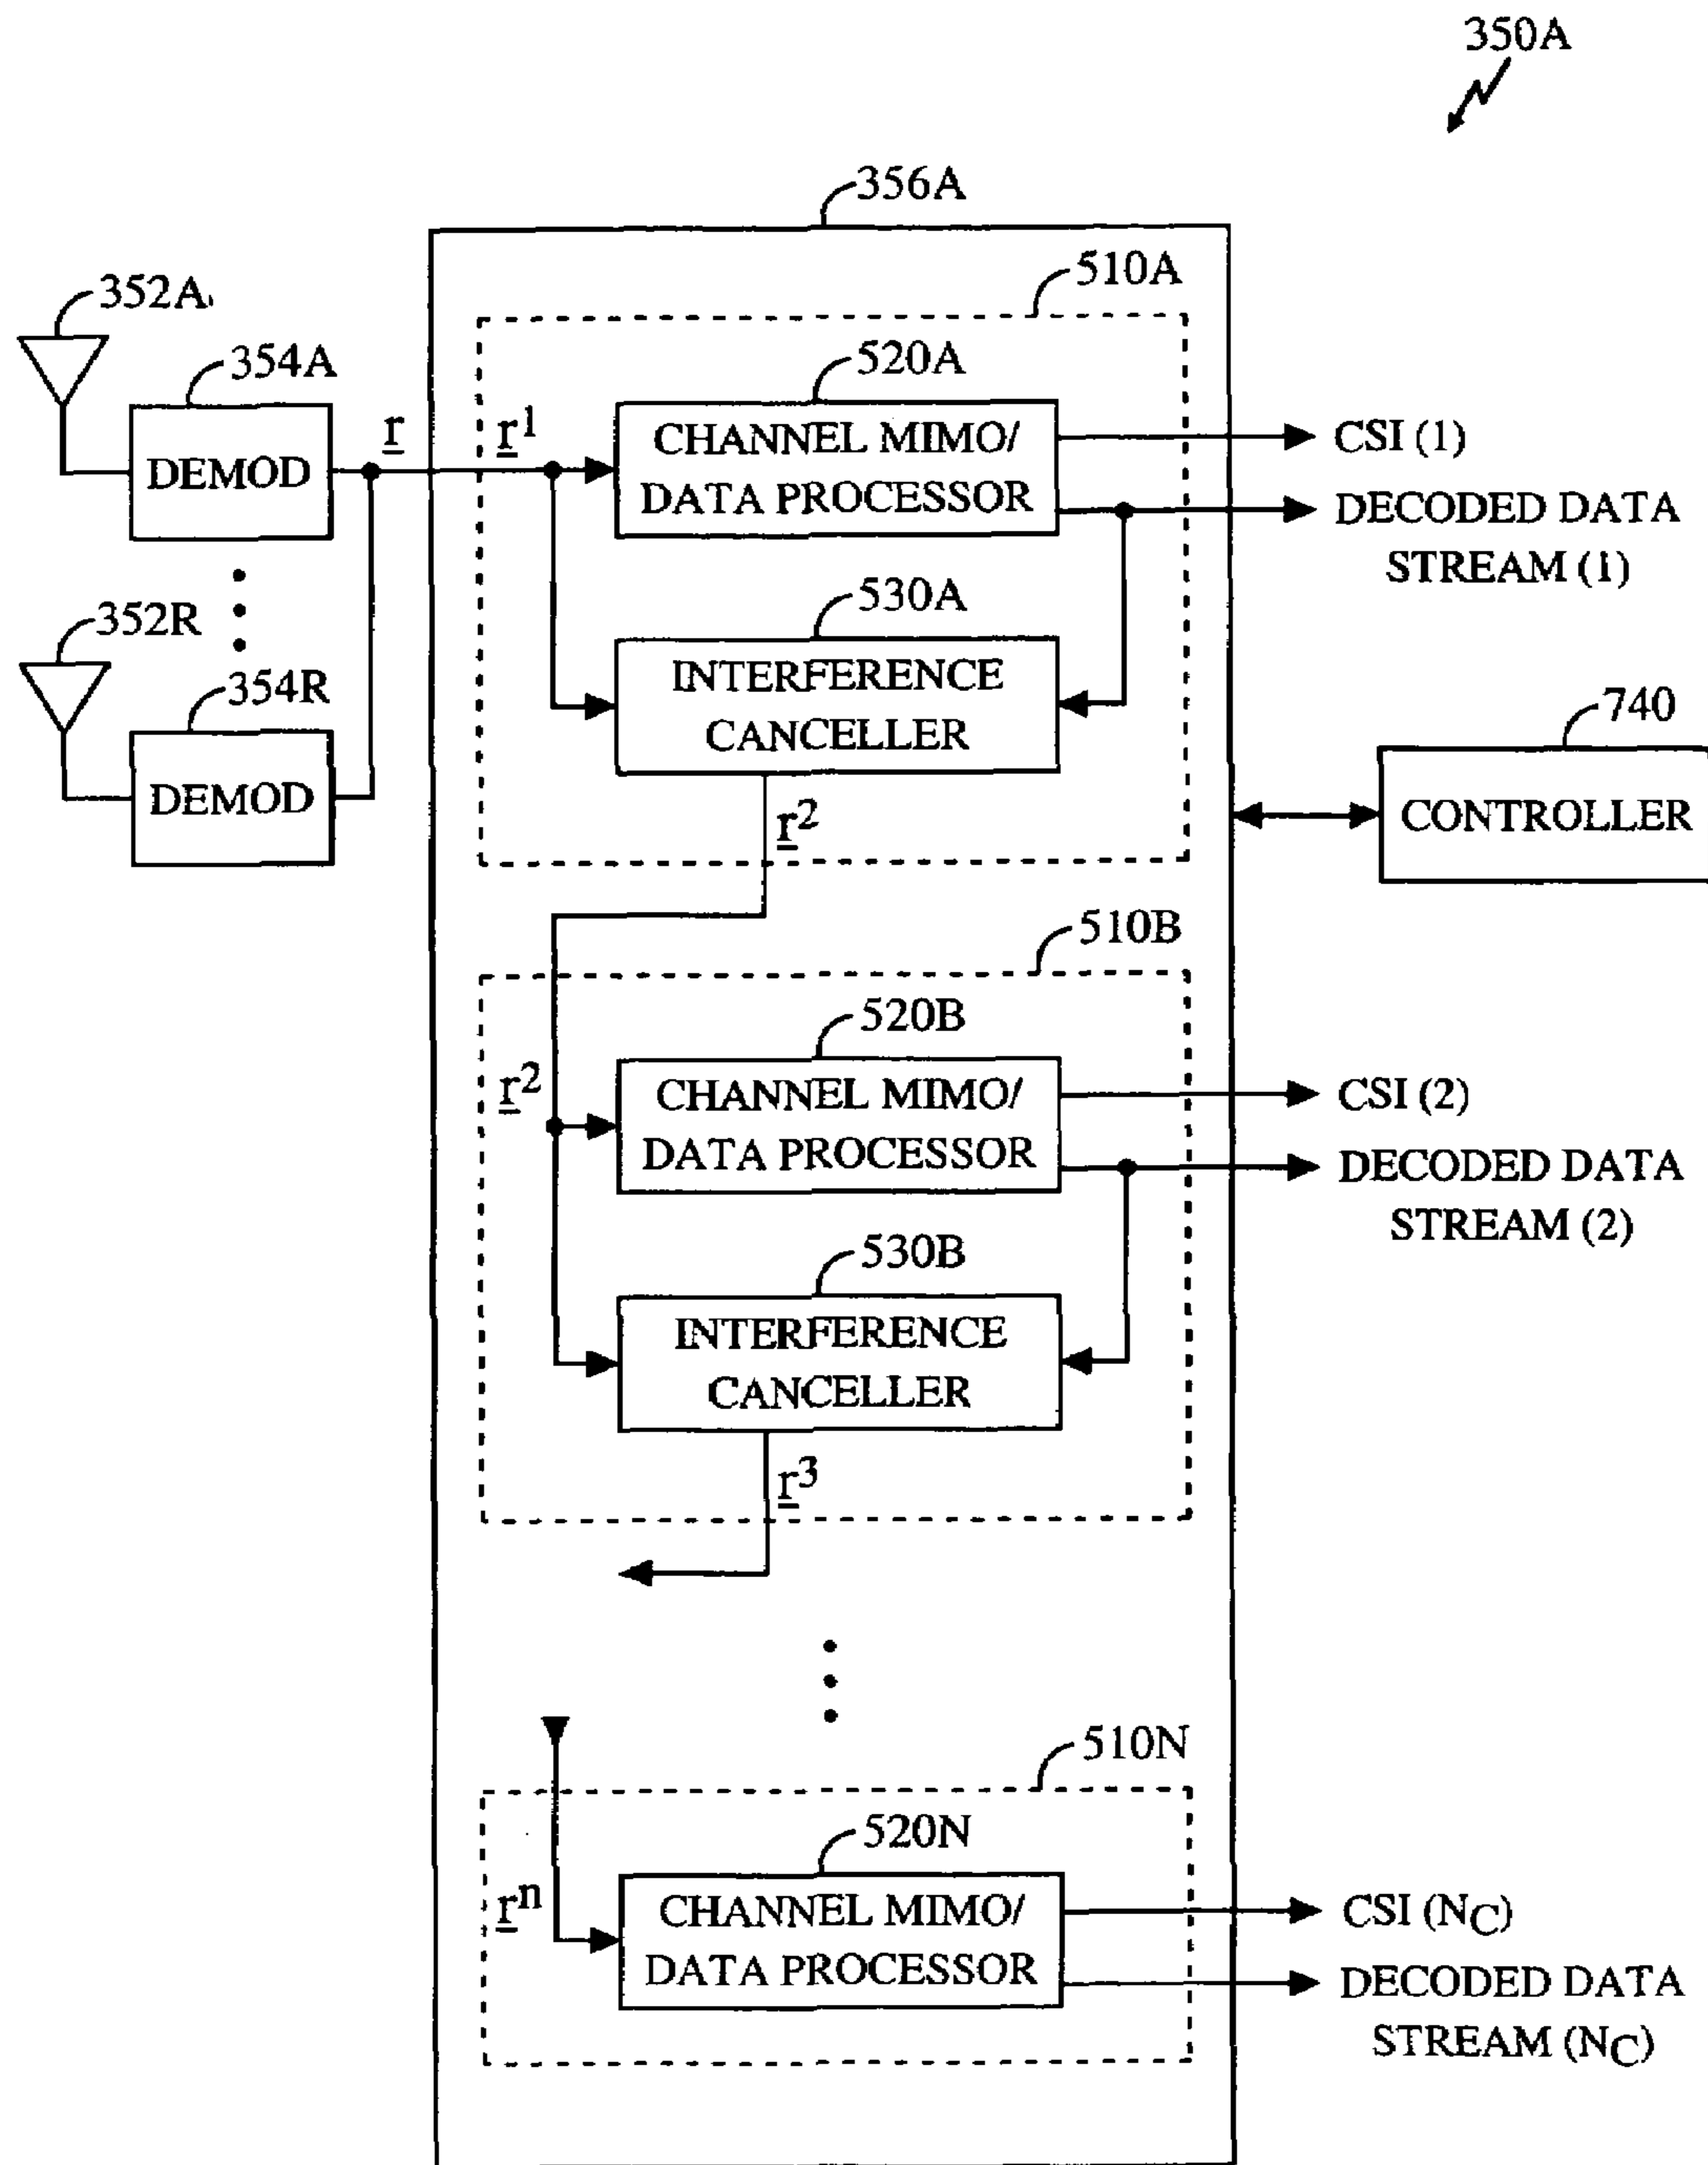 350A
356A
510A
352A
354A
520A
r
r1
DEMOD
CHANNEL MIMO/
DATA PROCESSOR
CSI (1)
DECODED DATA
STREAM (1)
530A
352R
354R
INTERFERENCE
CANCELLER
740
DEMOD
r2
CONTROLLER
510B
520B
r2
CHANNEL MIMO/
DATA PROCESSOR
CSI (2)
DECODED DATA
STREAM (2)
530B
INTERFERENCE
CANCELLER
r3
510N
520N
rn
CHANNEL MIMO/
DATA PROCESSOR
CSI (NC)
DECODED DATA
STREAM (NC)